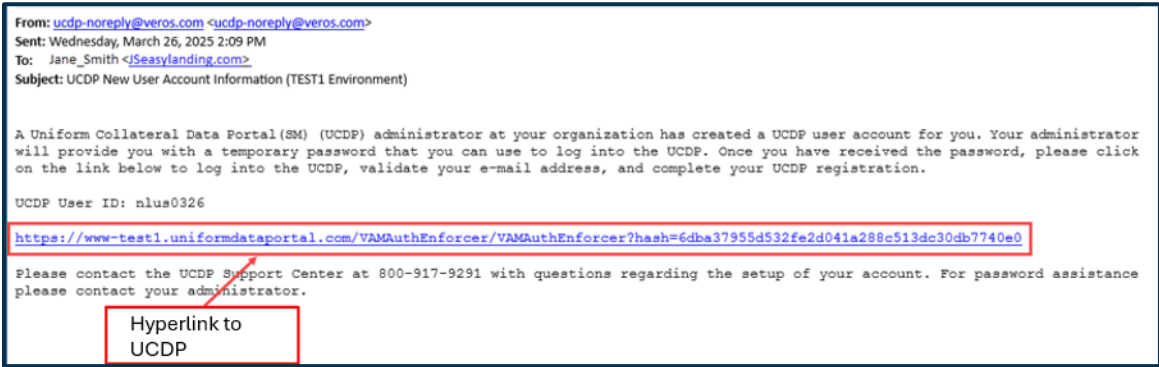 From: ucdp-noreply@veros.com <ucdp-noreply@veros.com>
Sent: Wednesday, March 26, 2025 2:09 PM
To: Jane_Smith <JSeasylanding.com>
Subject: UCDP New User Account Information (TEST1 Environment)
A Uniform Collateral Data Portal(SM) (UCDP) administrator at your organization has created a UCDP user account for you. Your administrator
will provide you with a temporary password that you can use to log into the UCDP. Once you have received the password, please click
on the link below to log into the UCDP, validate your e-mail address, and complete your UCDP registration.
UCDP User ID: nlus0326
https://www-test1.uniformdataportal.com/VAMAuthEnforcer/VAMAuthEnforcer?hash=6dba37955d532fe2d041a288c513dc30db7740e0
Please contact the UCDP Support Center at 800-917-9291 with questions regarding the setup of your account. For password assistance
please contact your administrator.
Hyperlink to
UCDP